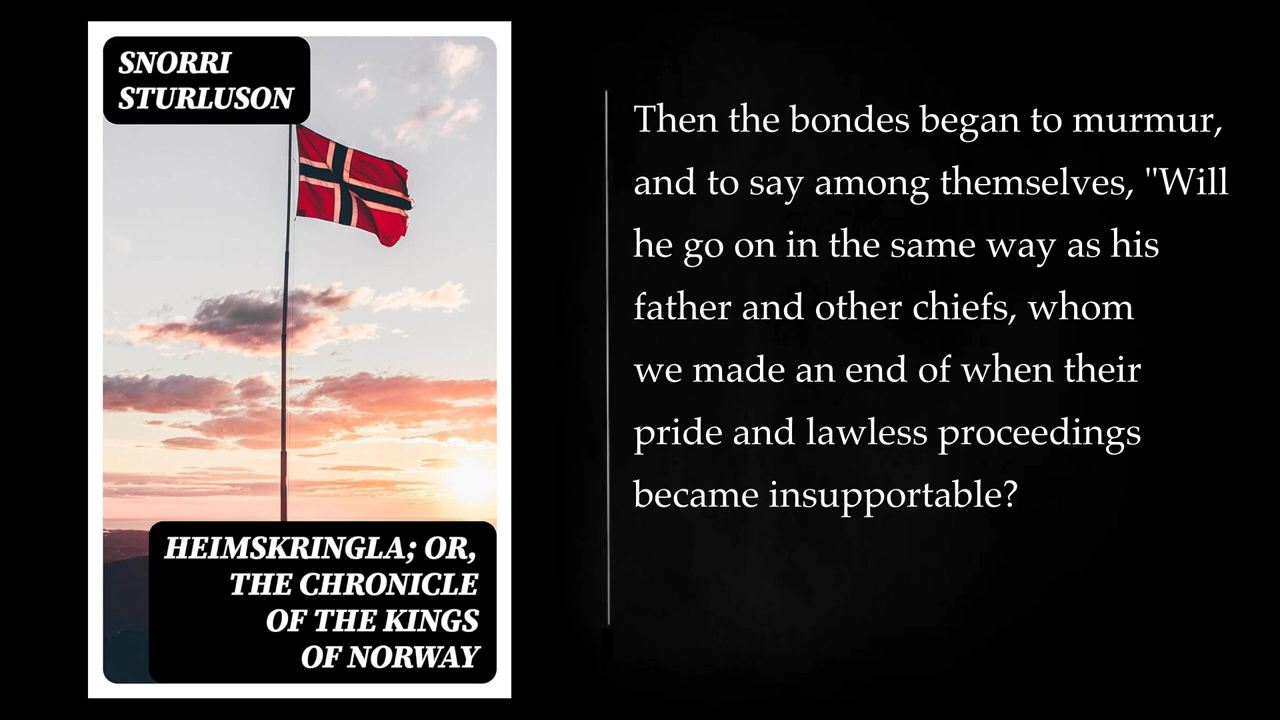 SNORRI
STURLUSON
HEIMSKRINGLA; OR,
THE CHRONICLE
OF THE KINGS
OF NORWAY
Then the bondes began to murmur,
and to say among themselves, "Will
he go on in the same way as his
father and other chiefs, whom
we made an end of when their
pride and lawless proceedings
became insupportable?